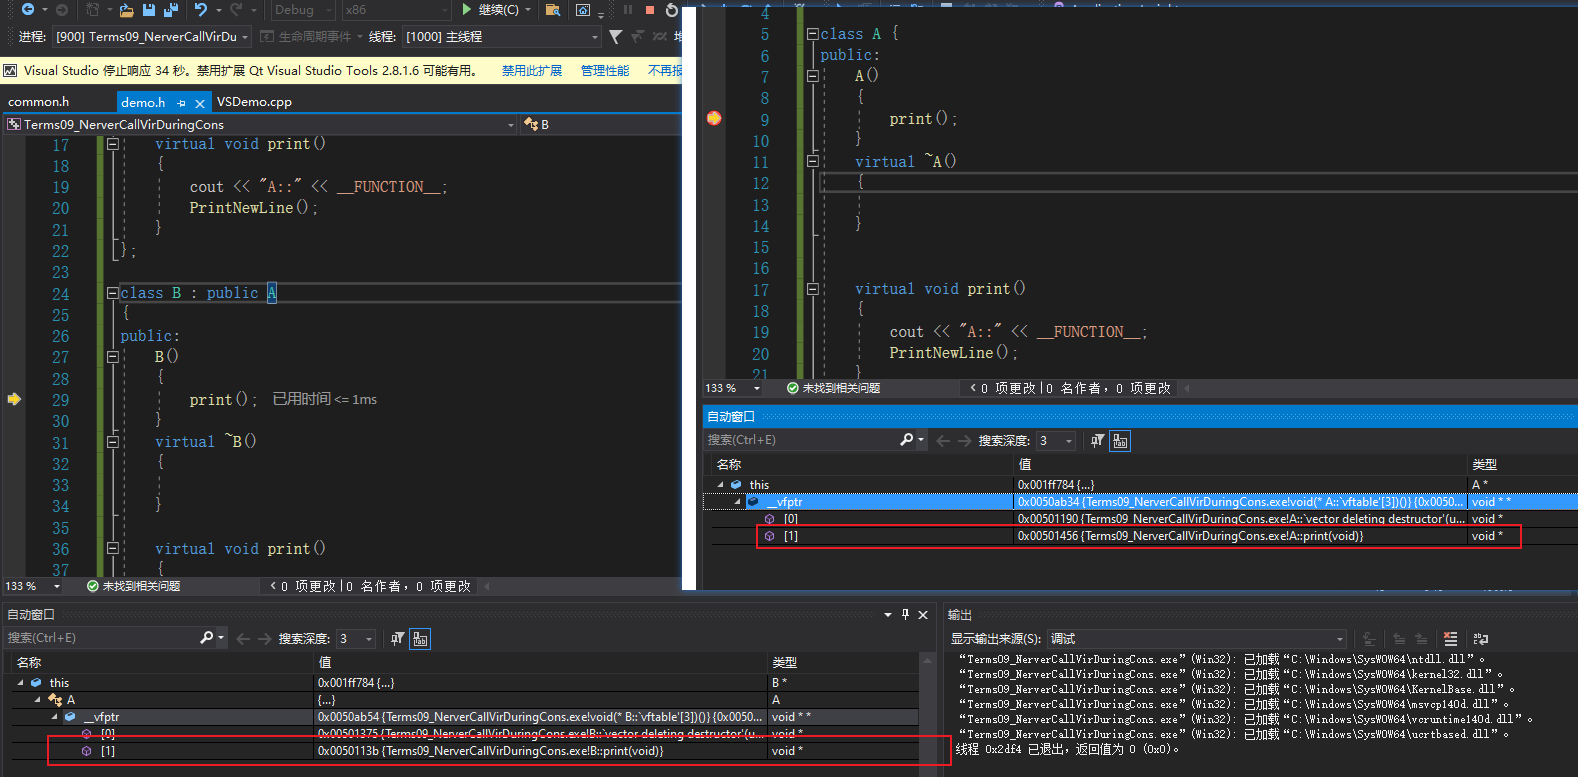 Debug
x86
继续(C)
进程: [900] Terms09_NerverCallVirDu
生命周期事件
线程: [1000] 主线程
Visual Studio 停止响应 34 秒。禁用扩展 Qt Visual Studio Tools 2.8.1.6 可能有用。 禁用此扩展 管理性能 不再报
common.h
demo.h
VSDemo.cpp
Terms09_NerverCallVirDuringCons
B
17 virtual void print()
18 {
19 cout << "A::" << __FUNCTION__;
20 PrintNewLine();
21 }
22 };
23
24 class B : public A
25 {
26 public:
27 B()
28 {
29 print(); 已用时间 <= 1ms
30 }
31 virtual ~B()
32 {
33
34 }
35
36 virtual void print()
37 {
133 %
未找到相关问题
0 项更改 | 0 名作者, 0 项更改
4
5 class A {
6 public:
7 A()
8 {
9 print();
10 }
11 virtual ~A()
12 {
13
14 }
15
16
17 virtual void print()
18 {
19 cout << "A::" << __FUNCTION__;
20 PrintNewLine();
21 }
133 %
未找到相关问题
0 项更改 | 0 名作者, 0 项更改
自动窗口
搜索(Ctrl+E)
搜索深度: 3
名称 值 类型
this 0x001ff784 {...} A *
__vfptr 0x0050ab34 {Terms09_NerverCallVirDuringCons.exe!void(* A::`vftable'[3])()} {0x0050... void * *
[0] 0x00501190 {Terms09_NerverCallVirDuringCons.exe!A::`vector deleting destructor'(u... void *
[1] 0x00501456 {Terms09_NerverCallVirDuringCons.exe!A::print(void)} void *
自动窗口
搜索(Ctrl+E)
搜索深度: 3
名称 值 类型
this 0x001ff784 {...} B *
A {...} A
__vfptr 0x0050ab54 {Terms09_NerverCallVirDuringCons.exe!void(* B::`vftable'[3])()} {0x0050... void * *
[0] 0x00501375 {Terms09_NerverCallVirDuringCons.exe!B::`vector deleting destructor'(u... void *
[1] 0x0050113b {Terms09_NerverCallVirDuringCons.exe!B::print(void)} void *
输出
显示输出来源(S): 调试
“Terms09_NerverCallVirDuringCons.exe”(Win32): 已加载“C:\Windows\SysWOW64\ntdll.dll”。
“Terms09_NerverCallVirDuringCons.exe”(Win32): 已加载“C:\Windows\SysWOW64\kernel32.dll”。
“Terms09_NerverCallVirDuringCons.exe”(Win32): 已加载“C:\Windows\SysWOW64\KernelBase.dll”。
“Terms09_NerverCallVirDuringCons.exe”(Win32): 已加载“C:\Windows\SysWOW64\msvcp140d.dll”。
“Terms09_NerverCallVirDuringCons.exe”(Win32): 已加载“C:\Windows\SysWOW64\vcruntime140d.dll”。
“Terms09_NerverCallVirDuringCons.exe”(Win32): 已加载“C:\Windows\SysWOW64\ucrtbased.dll”。
线程 0x2df4 已退出，返回值为 0 (0x0)。